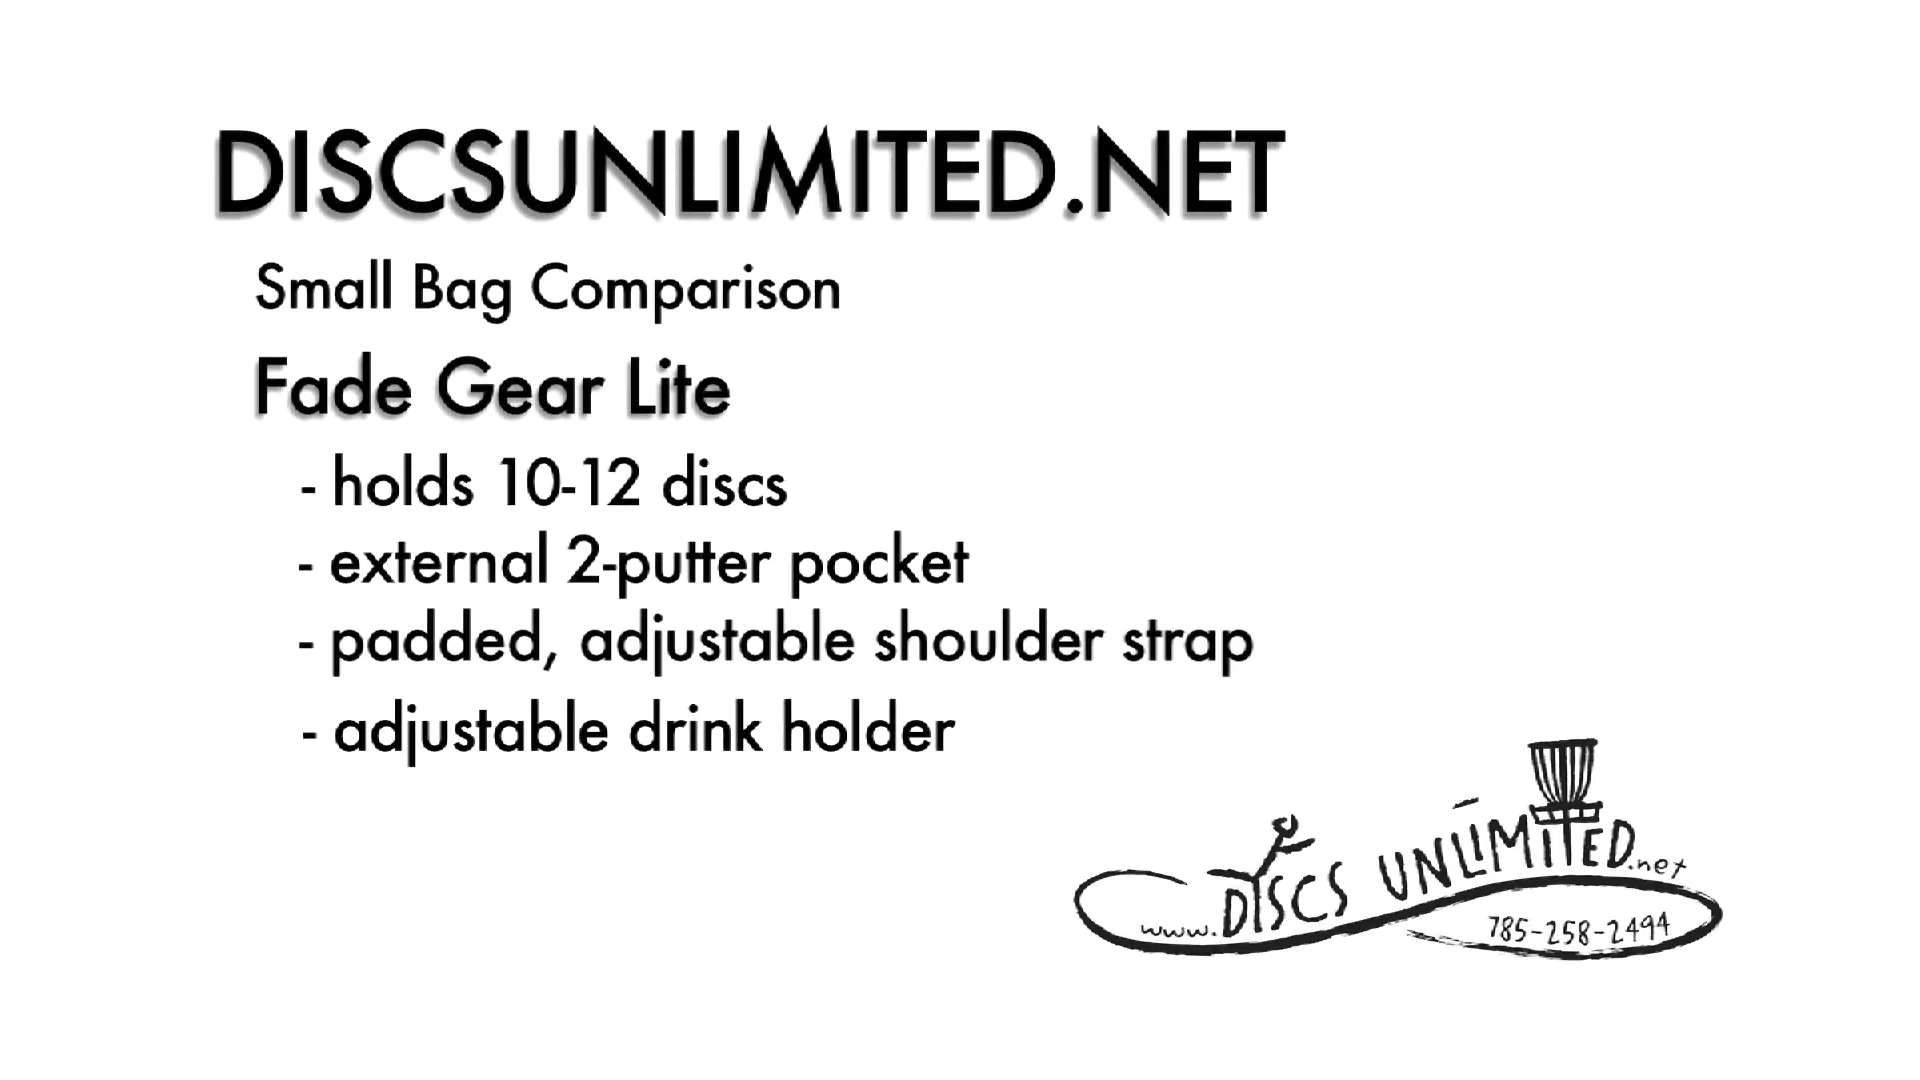 DISCSUNLIMITED.NET
Small Bag Comparison
Fade Gear Lite
- holds 10-12 discs
- external 2-putter pocket
- padded, adjustable shoulder strap
- adjustable drink holder
www.DISCS UNLIMITED.net
785-258-2494